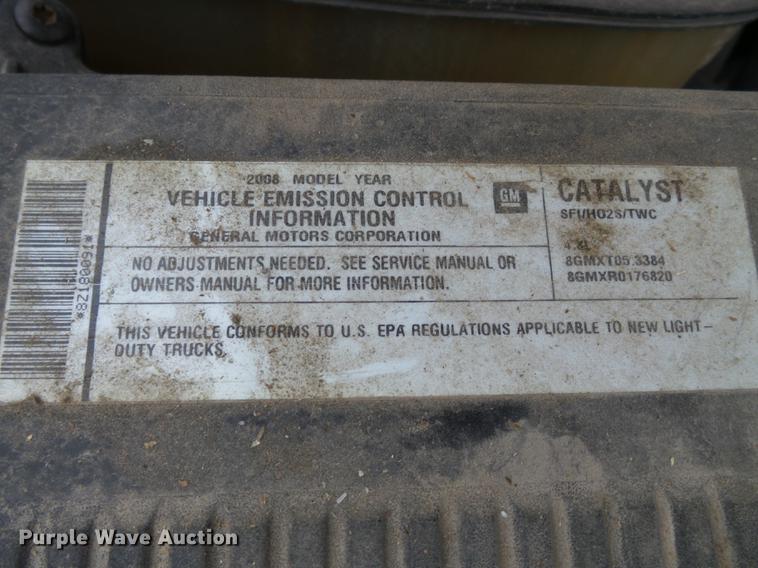 2008 MODEL YEAR
VEHICLE EMISSION CONTROL
INFORMATION
GENERAL MOTORS CORPORATION
GM
CATALYST
SFI/HO2S/TWC
4.8L
8GMXT05.3384
8GMXR0176820
NO ADJUSTMENTS NEEDED. SEE SERVICE MANUAL OR
OWNERS MANUAL FOR MORE INFORMATION.
THIS VEHICLE CONFORMS TO U.S. EPA REGULATIONS APPLICABLE TO NEW LIGHT-
DUTY TRUCKS.
*8Z180091*
Purple Wave Auction